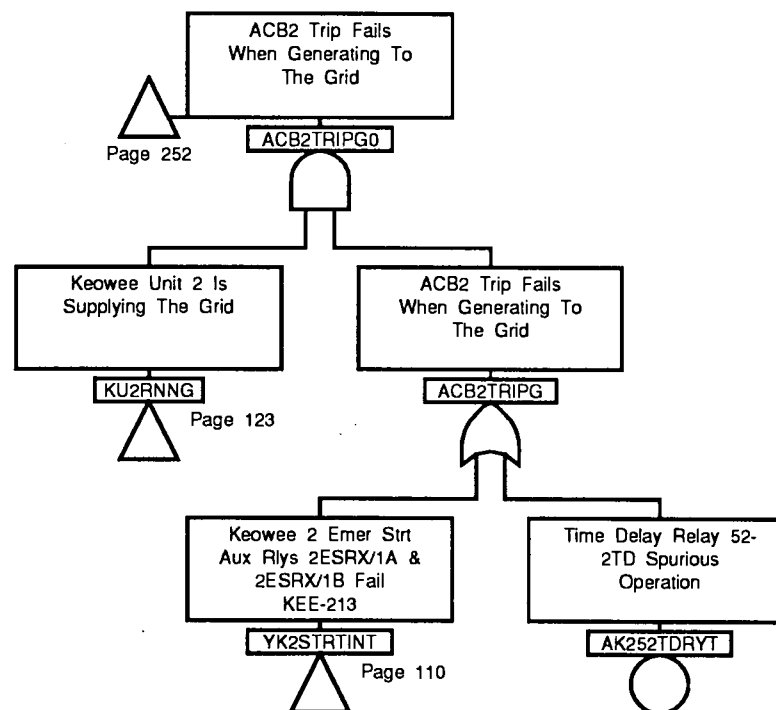 ACB2 Trip Fails
When Generating To
The Grid
ACB2TRIPG0
Page 252
Keowee Unit 2 Is
Supplying The Grid
KU2RNNG
Page 123
ACB2 Trip Fails
When Generating To
The Grid
ACB2TRIPG
Keowee 2 Emer Strt
Aux Rlys 2ESRX/1A &
2ESRX/1B Fail
KEE-213
YK2STRTINT
Page 110
Time Delay Relay 52-
2TD Spurious
Operation
AK252TDRYT